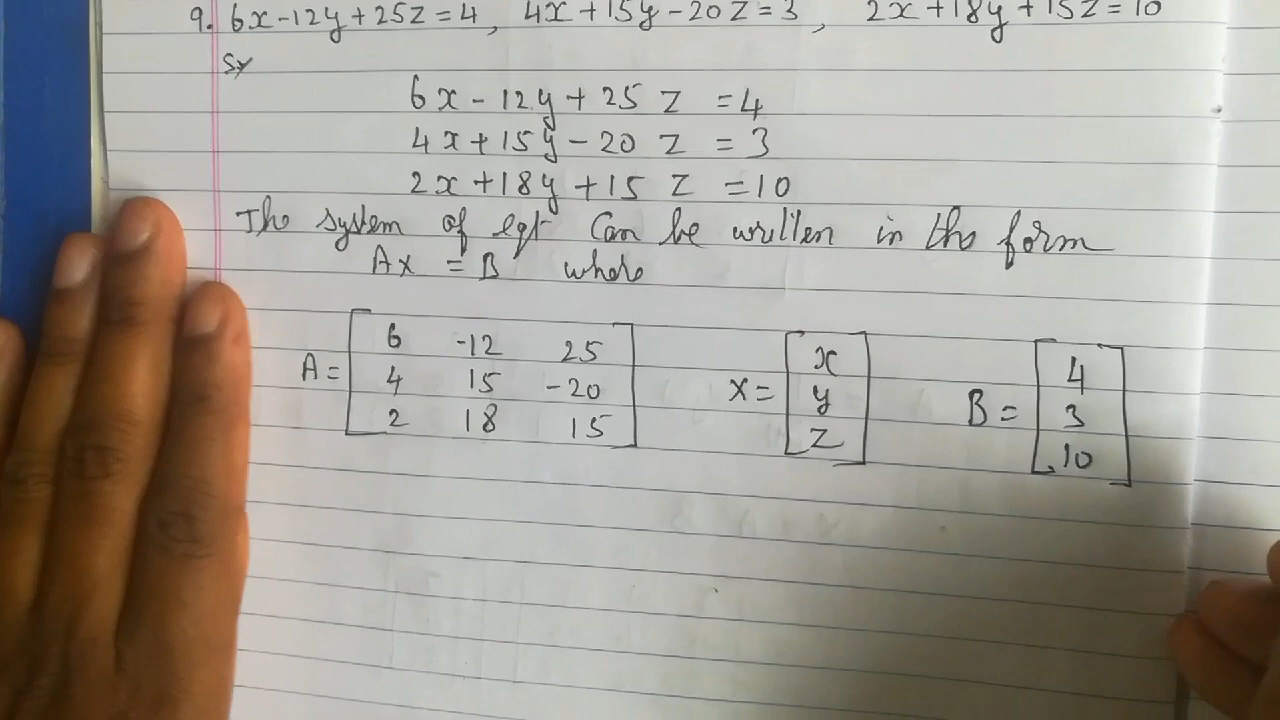 9. 6x-12y+25z=4, 4x+15y-20z=3, 2x+18y+15z=10
6x-12y+25 z =4
4x+15y-20 z =3
2x+18y+15 z =10
The system of eqt can be written in the form
Ax = B where
A= [6 -12 25
4 15 -20
2 18 15]
X= [x
y
z]
B = [4
3
10]